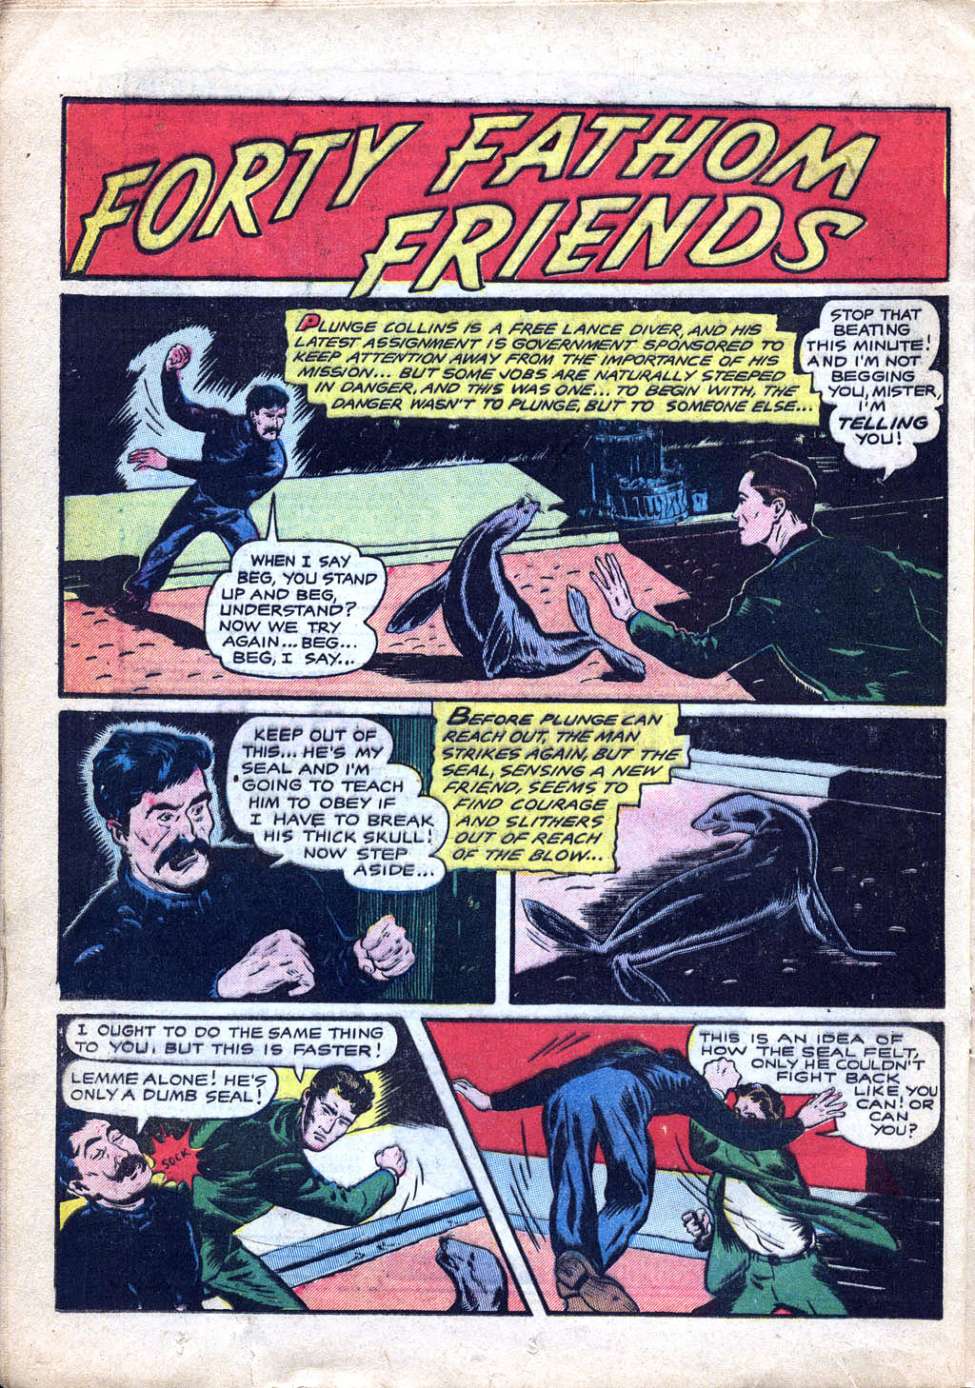 FORTY FATHOM
FRIENDS
PLUNGE COLLINS IS A FREE LANCE DIVER, AND HIS
LATEST ASSIGNMENT IS GOVERNMENT SPONSORED TO
KEEP ATTENTION AWAY FROM THE IMPORTANCE OF HIS
MISSION... BUT SOME JOBS ARE NATURALLY STEEPED
IN DANGER, AND THIS WAS ONE... TO BEGIN WITH, THE
DANGER WASN'T TO PLUNGE, BUT TO SOMEONE ELSE...
STOP THAT
BEATING
THIS MINUTE!
AND I'M NOT
BEGGING
YOU, MISTER,
I'M
TELLING
YOU!
WHEN I SAY
BEG, YOU STAND
UP AND BEG,
UNDERSTAND?
NOW WE TRY
AGAIN... BEG...
BEG, I SAY...
KEEP OUT OF
THIS... HE'S MY
SEAL AND I'M
GOING TO TEACH
HIM TO OBEY IF
I HAVE TO BREAK
HIS THICK SKULL!
NOW STEP
ASIDE...
BEFORE PLUNGE CAN
REACH OUT, THE MAN
STRIKES AGAIN, BUT THE
SEAL, SENSING A NEW
FRIEND, SEEMS TO
FIND COURAGE
AND SLITHERS
OUT OF REACH
OF THE BLOW...
I OUGHT TO DO THE SAME THING
TO YOU, BUT THIS IS FASTER!
LEMME ALONE! HE'S
ONLY A DUMB SEAL!
SOCK
THIS IS AN IDEA OF
HOW THE SEAL FELT,
ONLY HE COULDN'T
FIGHT BACK
LIKE YOU
CAN! OR
CAN
YOU?